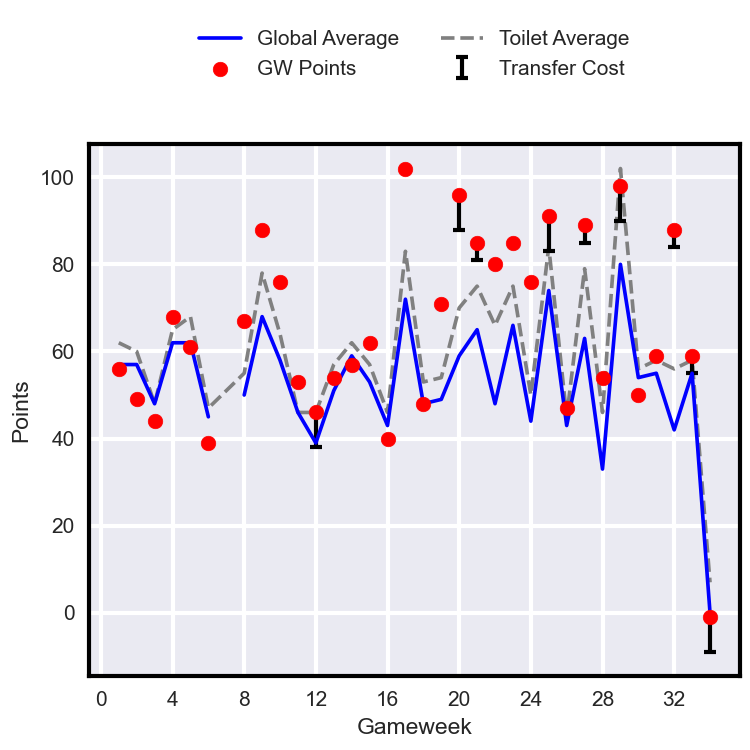 Global Average
Toilet Average
GW Points
Transfer Cost
100
80
60
40
20
0
Points
0 4 8 12 16 20 24 28 32
Gameweek